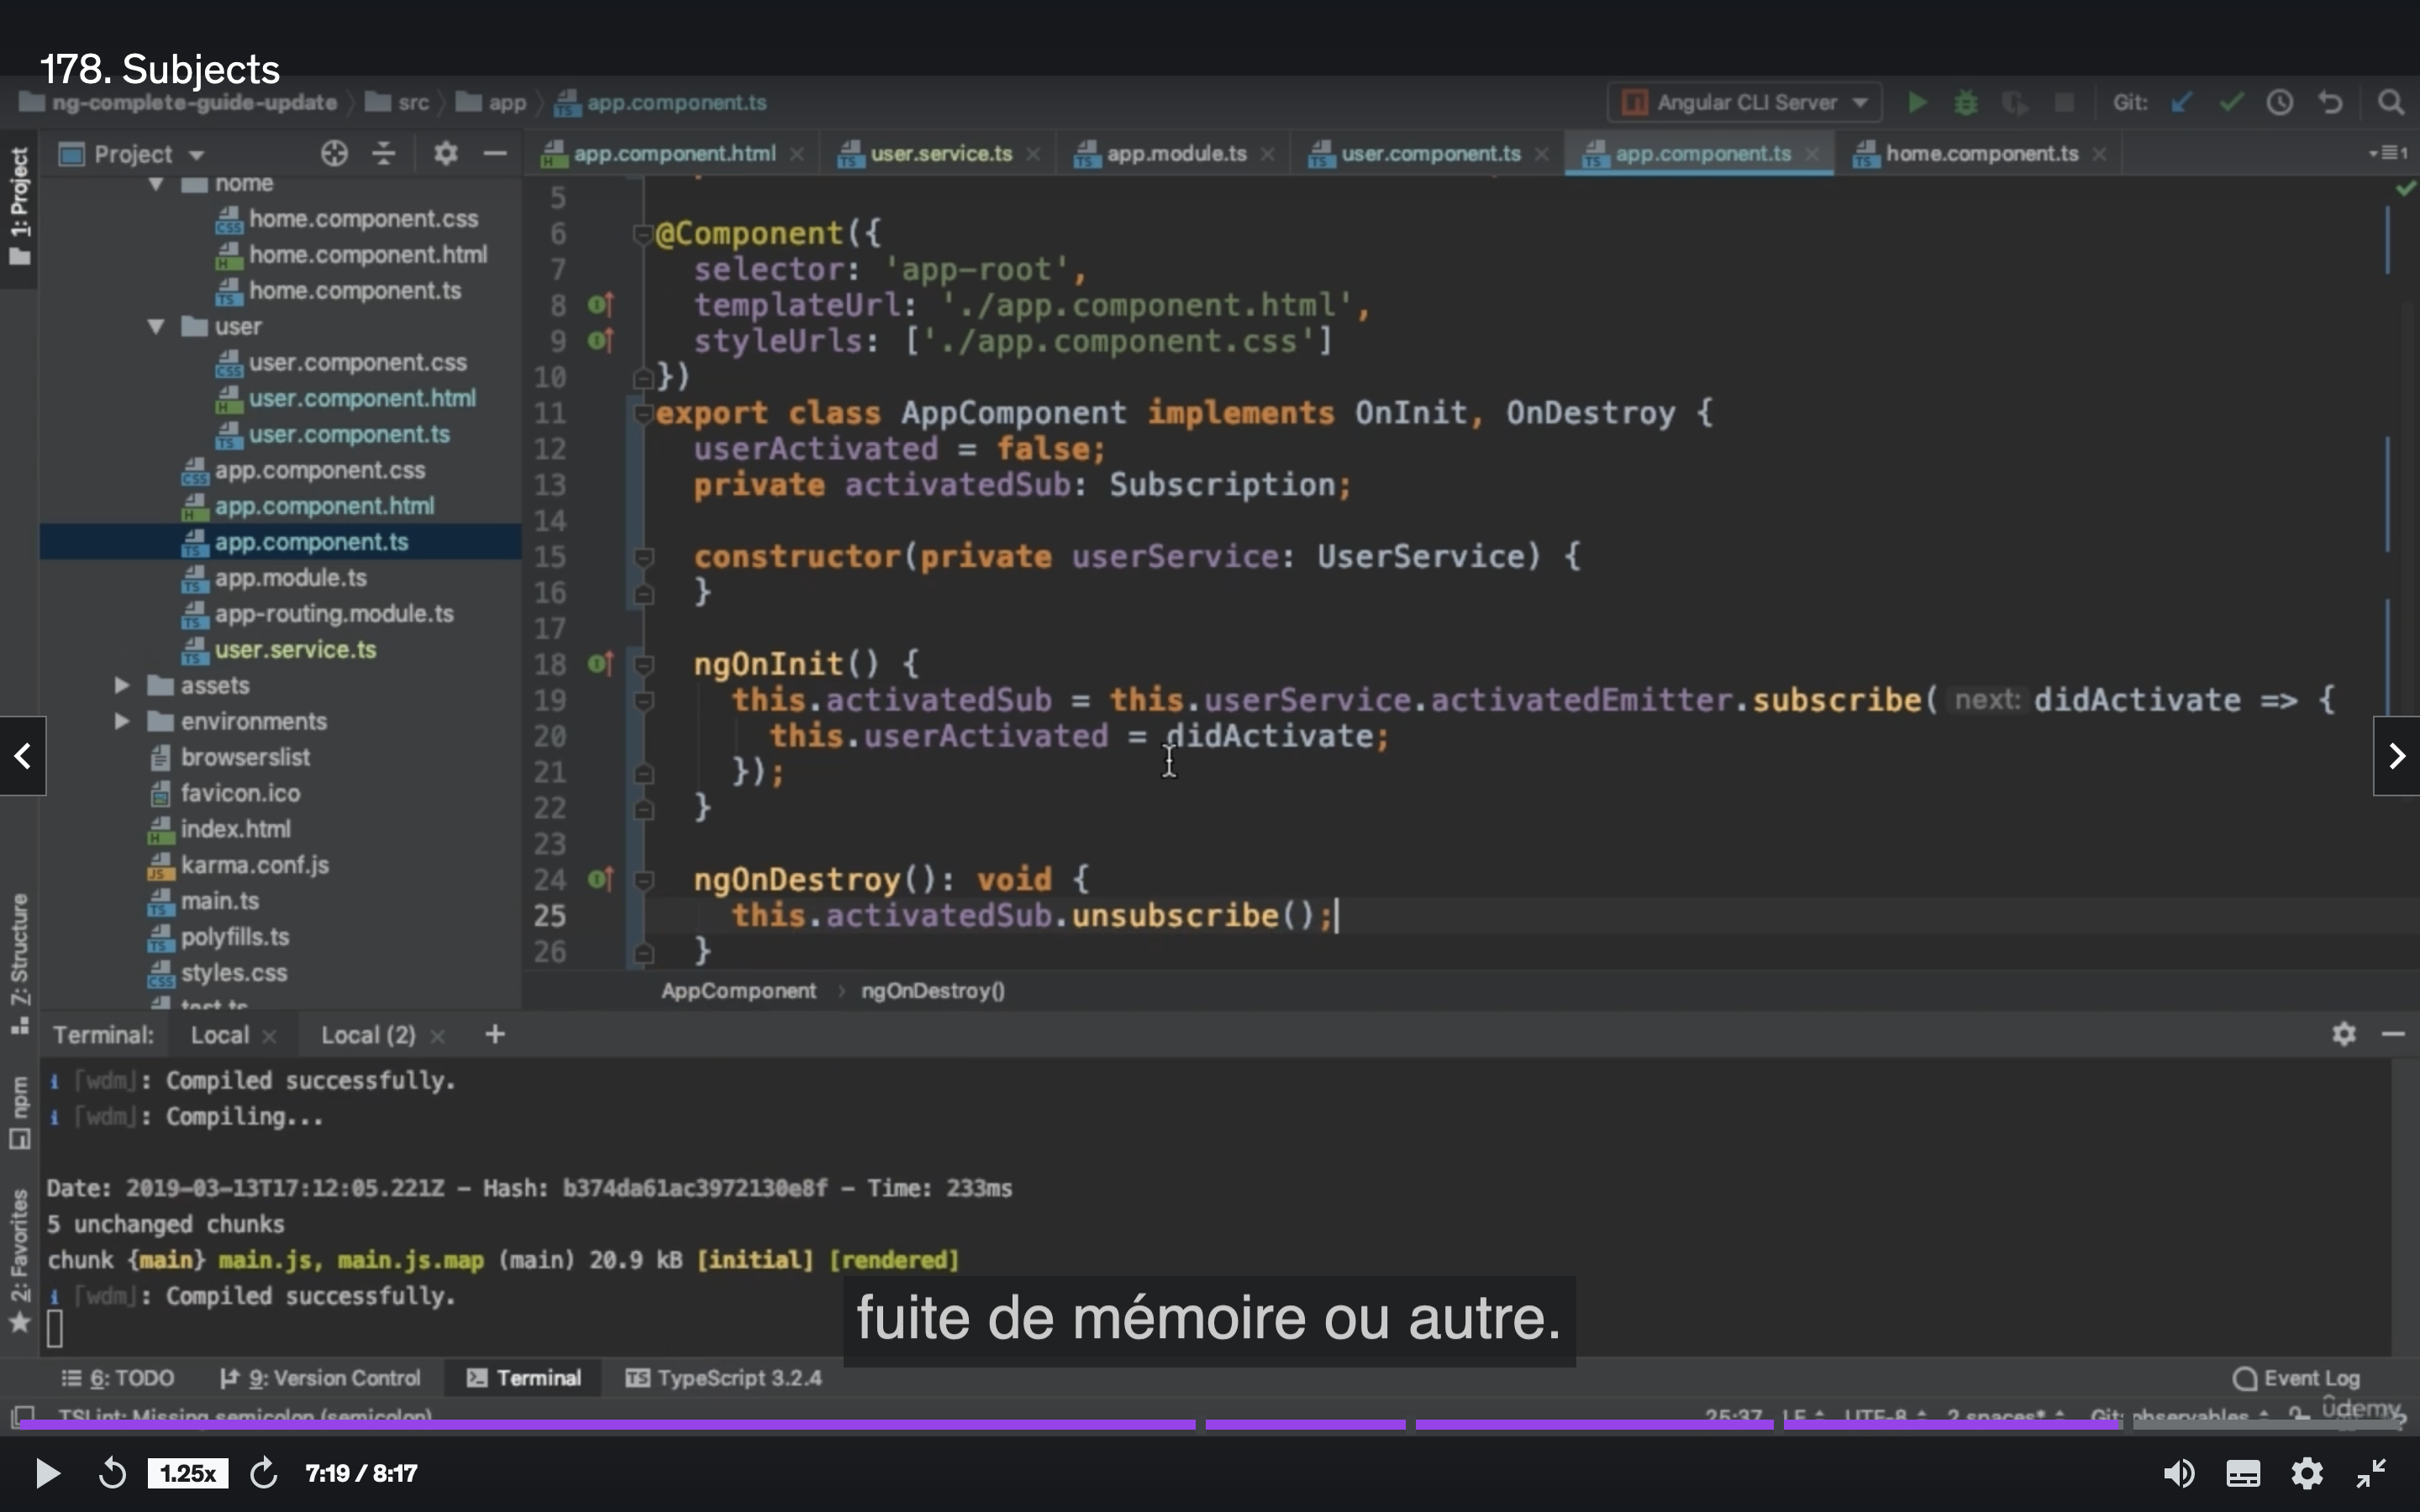 178. Subjects
ng-complete-guide-update src app app.component.ts
Angular CLI Server Git:
1: Project
Project
app.component.html user.service.ts app.module.ts user.component.ts app.component.ts home.component.ts
home
home.component.css
home.component.html
home.component.ts
user
user.component.css
user.component.html
user.component.ts
app.component.css
app.component.html
app.component.ts
app.module.ts
app-routing.module.ts
user.service.ts
assets
environments
browserslist
favicon.ico
index.html
karma.conf.js
main.ts
polyfills.ts
styles.css
test.ts
5
6 @Component({
7 selector: 'app-root',
8 templateUrl: './app.component.html',
9 styleUrls: ['./app.component.css']
10 })
11 export class AppComponent implements OnInit, OnDestroy {
12 userActivated = false;
13 private activatedSub: Subscription;
14
15 constructor(private userService: UserService) {
16 }
17
18 ngOnInit() {
19 this.activatedSub = this.userService.activatedEmitter.subscribe( next: didActivate => {
20 this.userActivated = didActivate;
21 });
22 }
23
24 ngOnDestroy(): void {
25 this.activatedSub.unsubscribe();
26 }
AppComponent › ngOnDestroy()
Z: Structure
npm
2: Favorites
Terminal: Local Local (2) +
i ｢wdm｣: Compiled successfully.
i ｢wdm｣: Compiling...
Date: 2019-03-13T17:12:05.221Z - Hash: b374da61ac3972130e8f - Time: 233ms
5 unchanged chunks
chunk {main} main.js, main.js.map (main) 20.9 kB [initial] [rendered]
i ｢wdm｣: Compiled successfully.
fuite de mémoire ou autre.
6: TODO 9: Version Control Terminal TypeScript 3.2.4 Event Log
TSLint: Missing semicolon (semicolon) 25:37 LF UTF-8 2 spaces* Git: observables
ûdemy
1.25x 7:19 / 8:17